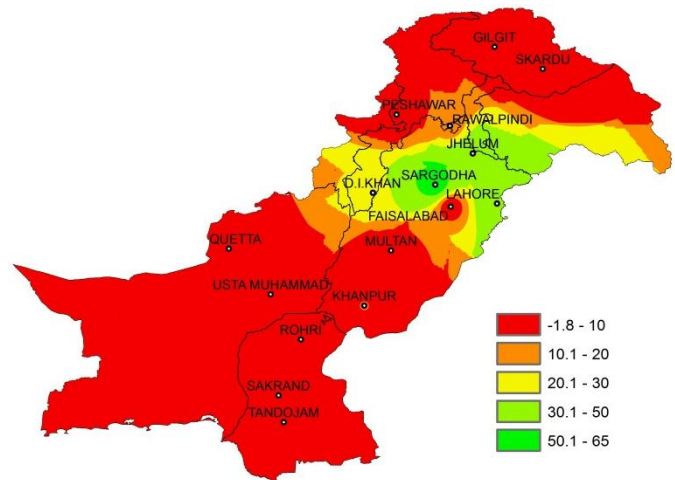 GILGIT
SKARDU
PESHAWAR
RAWALPINDI
JHELUM
SARGODHA
D.I.KHAN
LAHORE
FAISALABAD
QUETTA
MULTAN
USTA MUHAMMAD
KHANPUR
ROHRI
SAKRAND
TANDOJAM
-1.8 - 10
10.1 - 20
20.1 - 30
30.1 - 50
50.1 - 65